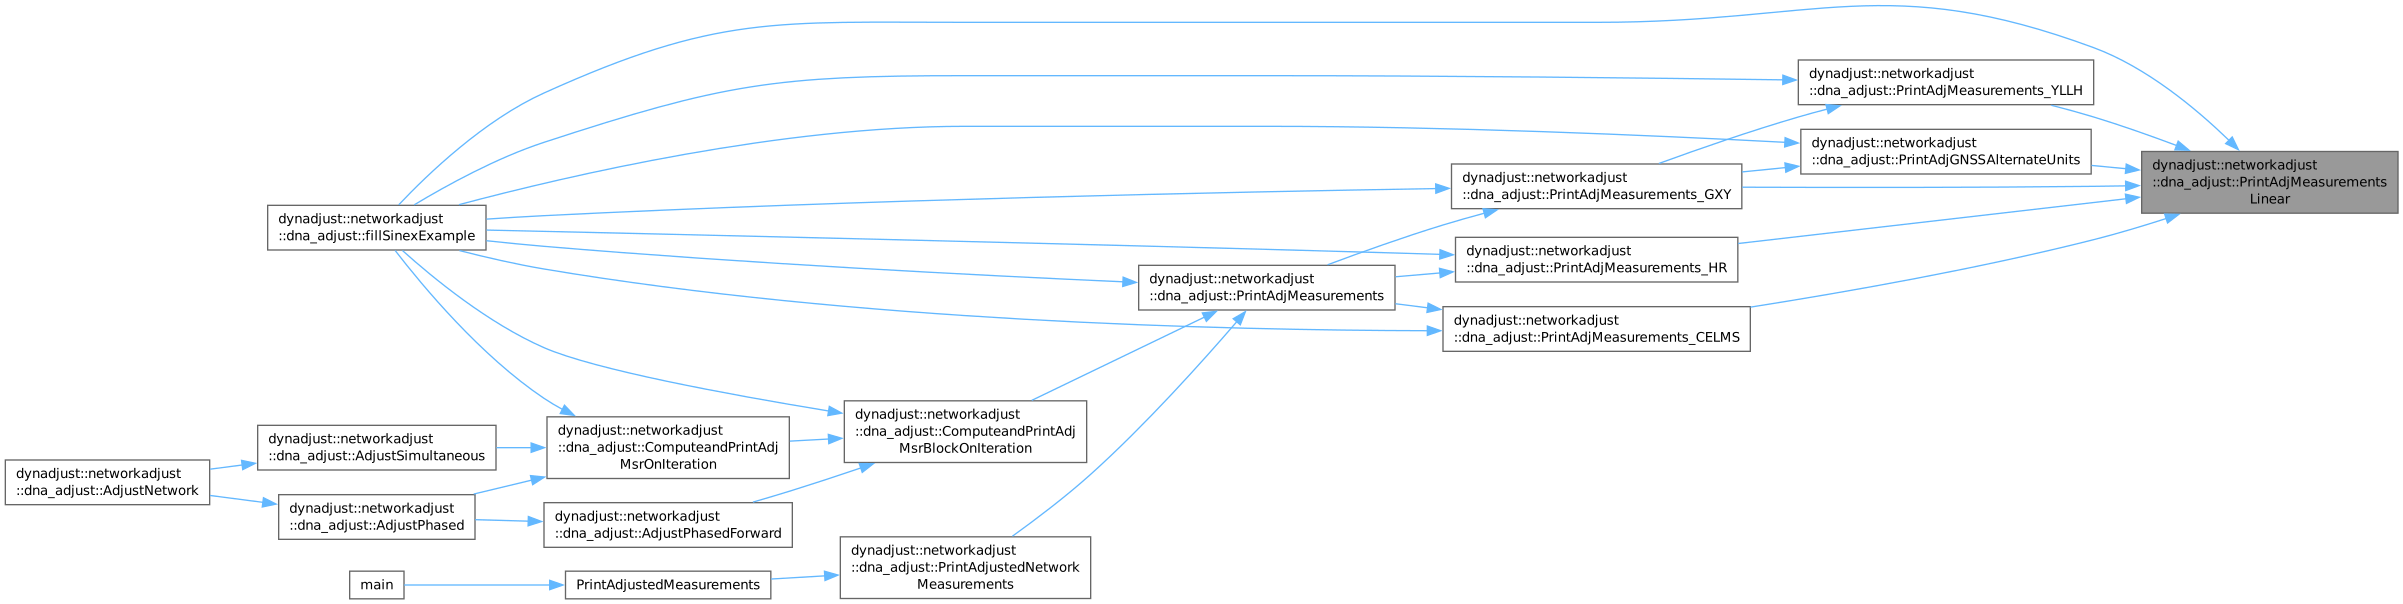 dynadjust::networkadjust
::dna_adjust::PrintAdjMeasurements_YLLH
dynadjust::networkadjust
::dna_adjust::PrintAdjGNSSAlternateUnits
dynadjust::networkadjust
::dna_adjust::PrintAdjMeasurements
Linear
dynadjust::networkadjust
::dna_adjust::PrintAdjMeasurements_GXY
dynadjust::networkadjust
::dna_adjust::fillSinexExample
dynadjust::networkadjust
::dna_adjust::PrintAdjMeasurements_HR
dynadjust::networkadjust
::dna_adjust::PrintAdjMeasurements
dynadjust::networkadjust
::dna_adjust::PrintAdjMeasurements_CELMS
dynadjust::networkadjust
::dna_adjust::ComputeandPrintAdj
MsrBlockOnIteration
dynadjust::networkadjust
::dna_adjust::ComputeandPrintAdj
MsrOnIteration
dynadjust::networkadjust
::dna_adjust::AdjustSimultaneous
dynadjust::networkadjust
::dna_adjust::AdjustNetwork
dynadjust::networkadjust
::dna_adjust::AdjustPhased
dynadjust::networkadjust
::dna_adjust::AdjustPhasedForward
dynadjust::networkadjust
::dna_adjust::PrintAdjustedNetwork
Measurements
main
PrintAdjustedMeasurements